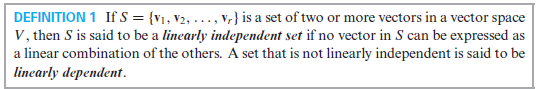 DEFINITION 1 If S = {v₁, v₂, . . . , vᵣ} is a set of two or more vectors in a vector space
V, then S is said to be a linearly independent set if no vector in S can be expressed as
a linear combination of the others. A set that is not linearly independent is said to be
linearly dependent.